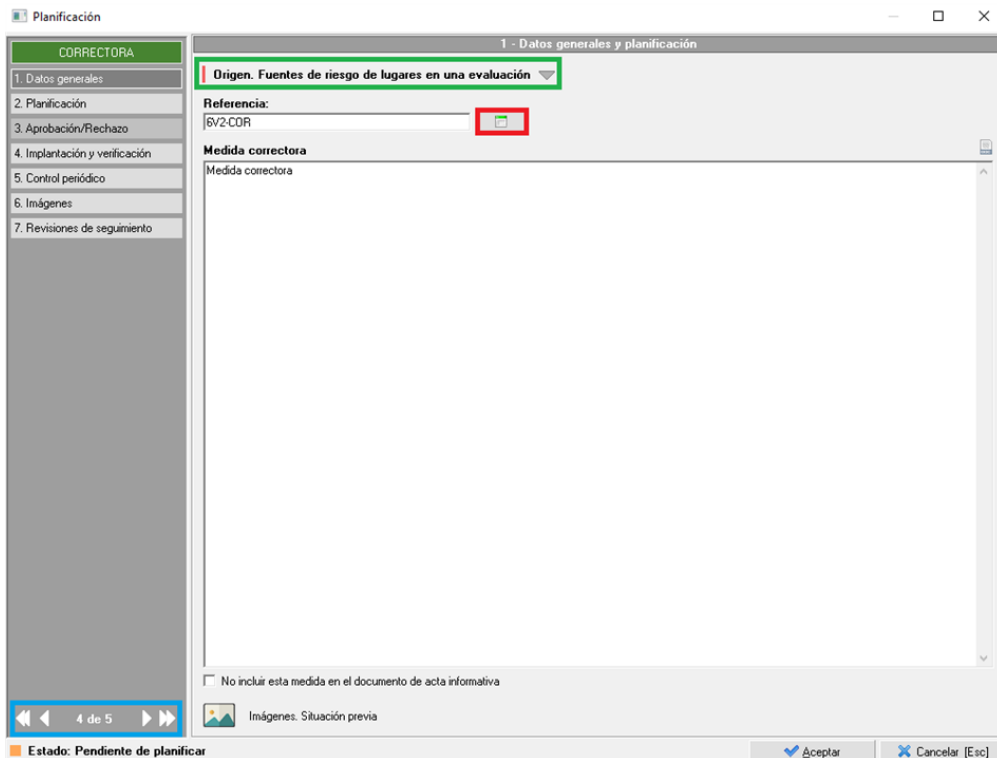 Planificación
CORRECTORA
1. Datos generales
2. Planificación
3. Aprobación/Rechazo
4. Implantación y verificación
5. Control periódico
6. Imágenes
7. Revisiones de seguimiento
4 de 5
1 - Datos generales y planificación
Origen. Fuentes de riesgo de lugares en una evaluación
Referencia:
6V2-COR
Medida correctora
Medida correctora
No incluir esta medida en el documento de acta informativa
Imágenes. Situación previa
Estado: Pendiente de planificar
Aceptar
Cancelar [Esc]